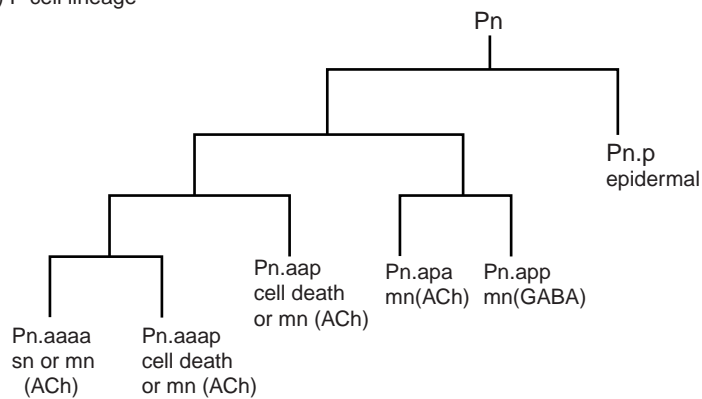 P cell lineage
Pn
Pn.p
epidermal
Pn.aap
cell death
or mn (ACh)
Pn.apa
mn(ACh)
Pn.app
mn(GABA)
Pn.aaaa
sn or mn
(ACh)
Pn.aaap
cell death
or mn (ACh)